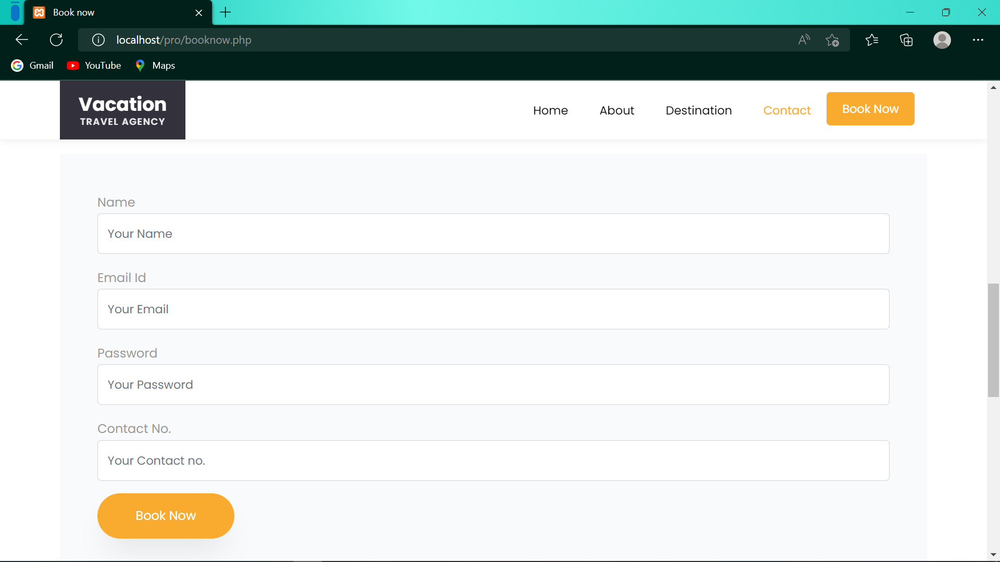 Book now
localhost/pro/booknow.php
Gmail YouTube Maps
Vacation
TRAVEL AGENCY
Home About Destination Contact Book Now
Name
Your Name
Email Id
Your Email
Password
Your Password
Contact No.
Your Contact no.
Book Now